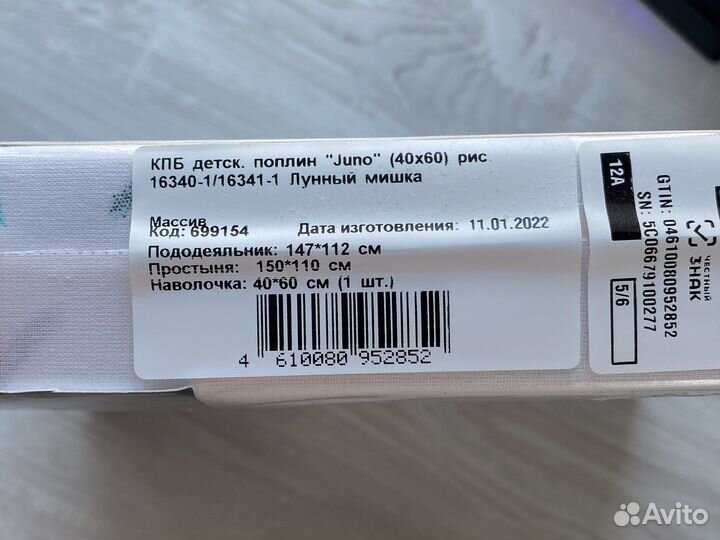 КПБ детск. поплин "Juno" (40х60) рис.
16340-1/16341-1 Лунный мишка
Массив
Код: 699154 Дата изготовления: 11.01.2022
Пододеяльник: 147*112 см
Простыня: 150*110 см
Наволочка: 40*60 см (1 шт.)
4 610080 952852
12А
GTIN: 04610080952852
SN: 5C06679100277
ЧЕСТНЫЙ
ЗНАК
5/6
Avito